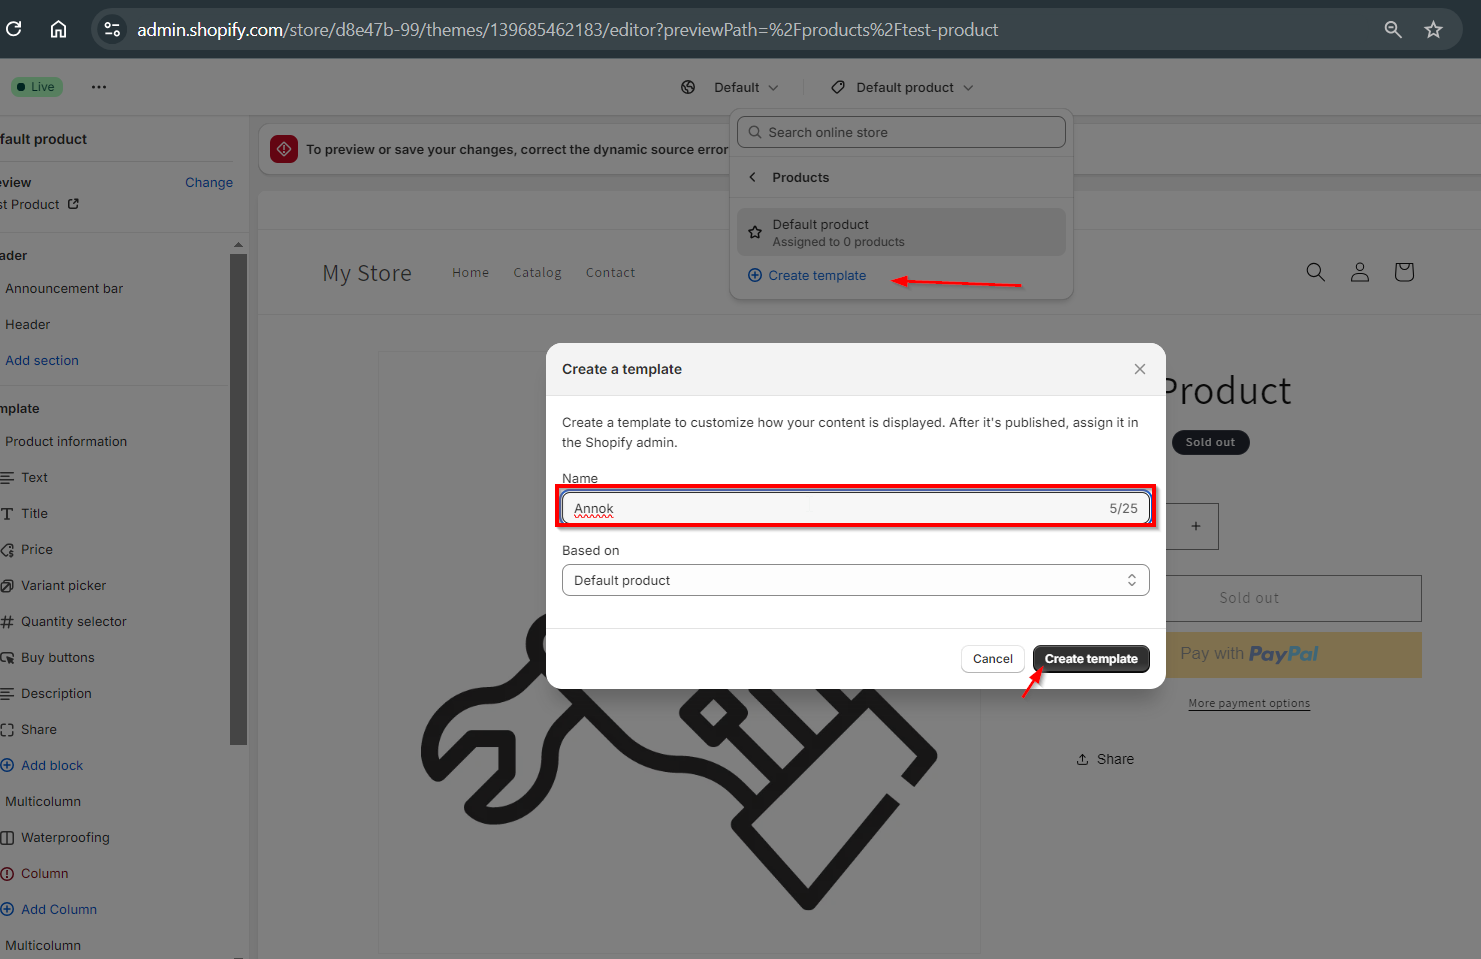 admin.shopify.com/store/d8e47b-99/themes/139685462183/editor?previewPath=%2Fproducts%2Ftest-product
Live
Default
Default product
fault product
eview
Change
st Product
ader
Announcement bar
Header
Add section
mplate
Product information
Text
Title
Price
Variant picker
Quantity selector
Buy buttons
Description
Share
Add block
Multicolumn
Waterproofing
Column
Add Column
Multicolumn
To preview or save your changes, correct the dynamic source error
Search online store
Products
Default product
Assigned to 0 products
Create template
My Store
Home
Catalog
Contact
Create a template
Create a template to customize how your content is displayed. After it's published, assign it in
the Shopify admin.
Name
Annok
5/25
Based on
Default product
Cancel
Create template
Product
Sold out
+
Sold out
Pay with PayPal
More payment options
Share